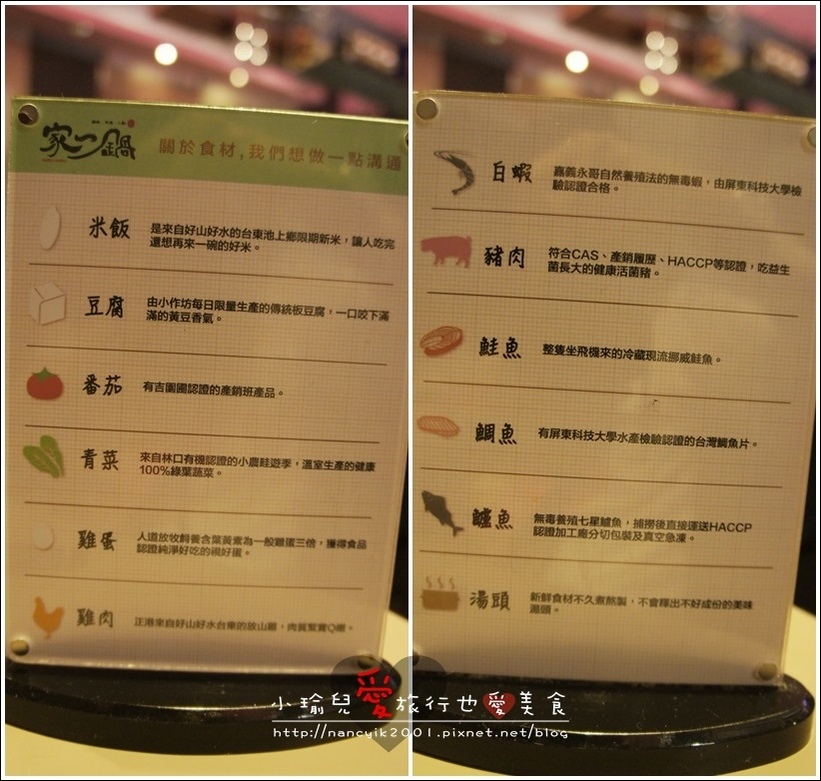 家一鍋
關於食材,我們想做一點溝通
米飯
是來自好山好水的台東池上鄉限期新米，讓人吃完
還想再來一碗的好米。
豆腐
由小作坊每日限量生產的傳統板豆腐，一口咬下滿
滿的黃豆香氣。
番茄
有吉園圃認證的產銷班產品。
青菜
來自林口有機認證的小農鮭遊季，溫室生產的健康
100%綠葉蔬菜。
雞蛋
人道放牧飼養含葉黃素為一般雞蛋三倍，獲得食品
認證純淨好吃的視好蛋。
雞肉
正港來自好山好水台東的放山雞，肉質緊實Q嫩。
白蝦
嘉義永哥自然養殖法的無毒蝦，由屏東科技大學檢
驗認證合格。
豬肉
符合CAS、產銷履歷、HACCP等認證，吃益生
菌長大的健康活菌豬。
鮭魚
整隻坐飛機來的冷藏現流挪威鮭魚。
鯛魚
有屏東科技大學水產檢驗認證的台灣鯛魚片。
鱸魚
無毒養殖七星鱸魚，捕撈後直接運送HACCP
認證加工廠分切包裝及真空急凍。
湯頭
新鮮食材不久煮熬製，不會釋出不好成份的美味
湯頭。
小瑜兒愛旅行也愛美食
http://nancyik2001.pixnet.net/blog